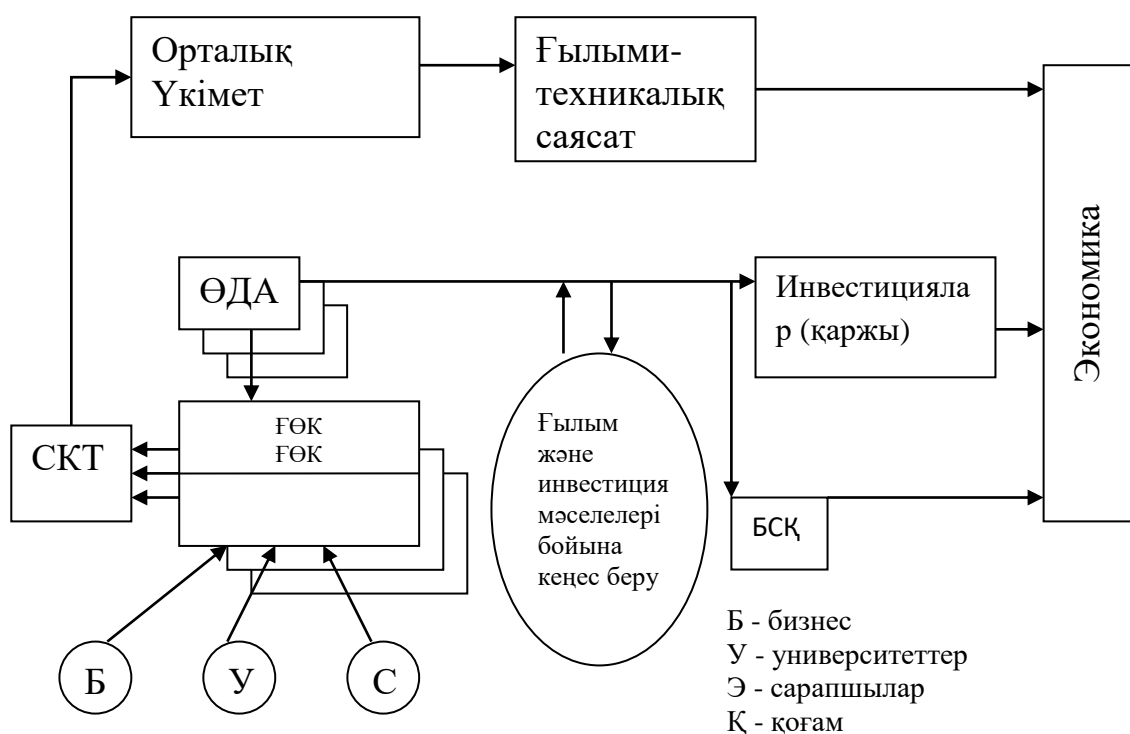 Орталық
Үкімет
Ғылыми-
техникалық
саясат
Экономика
ӨДА
Инвестицияла
р (қаржы)
ҒӨК
ҒӨК
СКТ
Ғылым
және
инвестиция
мәселелері
бойына
кеңес беру
БСҚ
Б
У
С
Б - бизнес
У - университеттер
Э - сарапшылар
Қ - қоғам